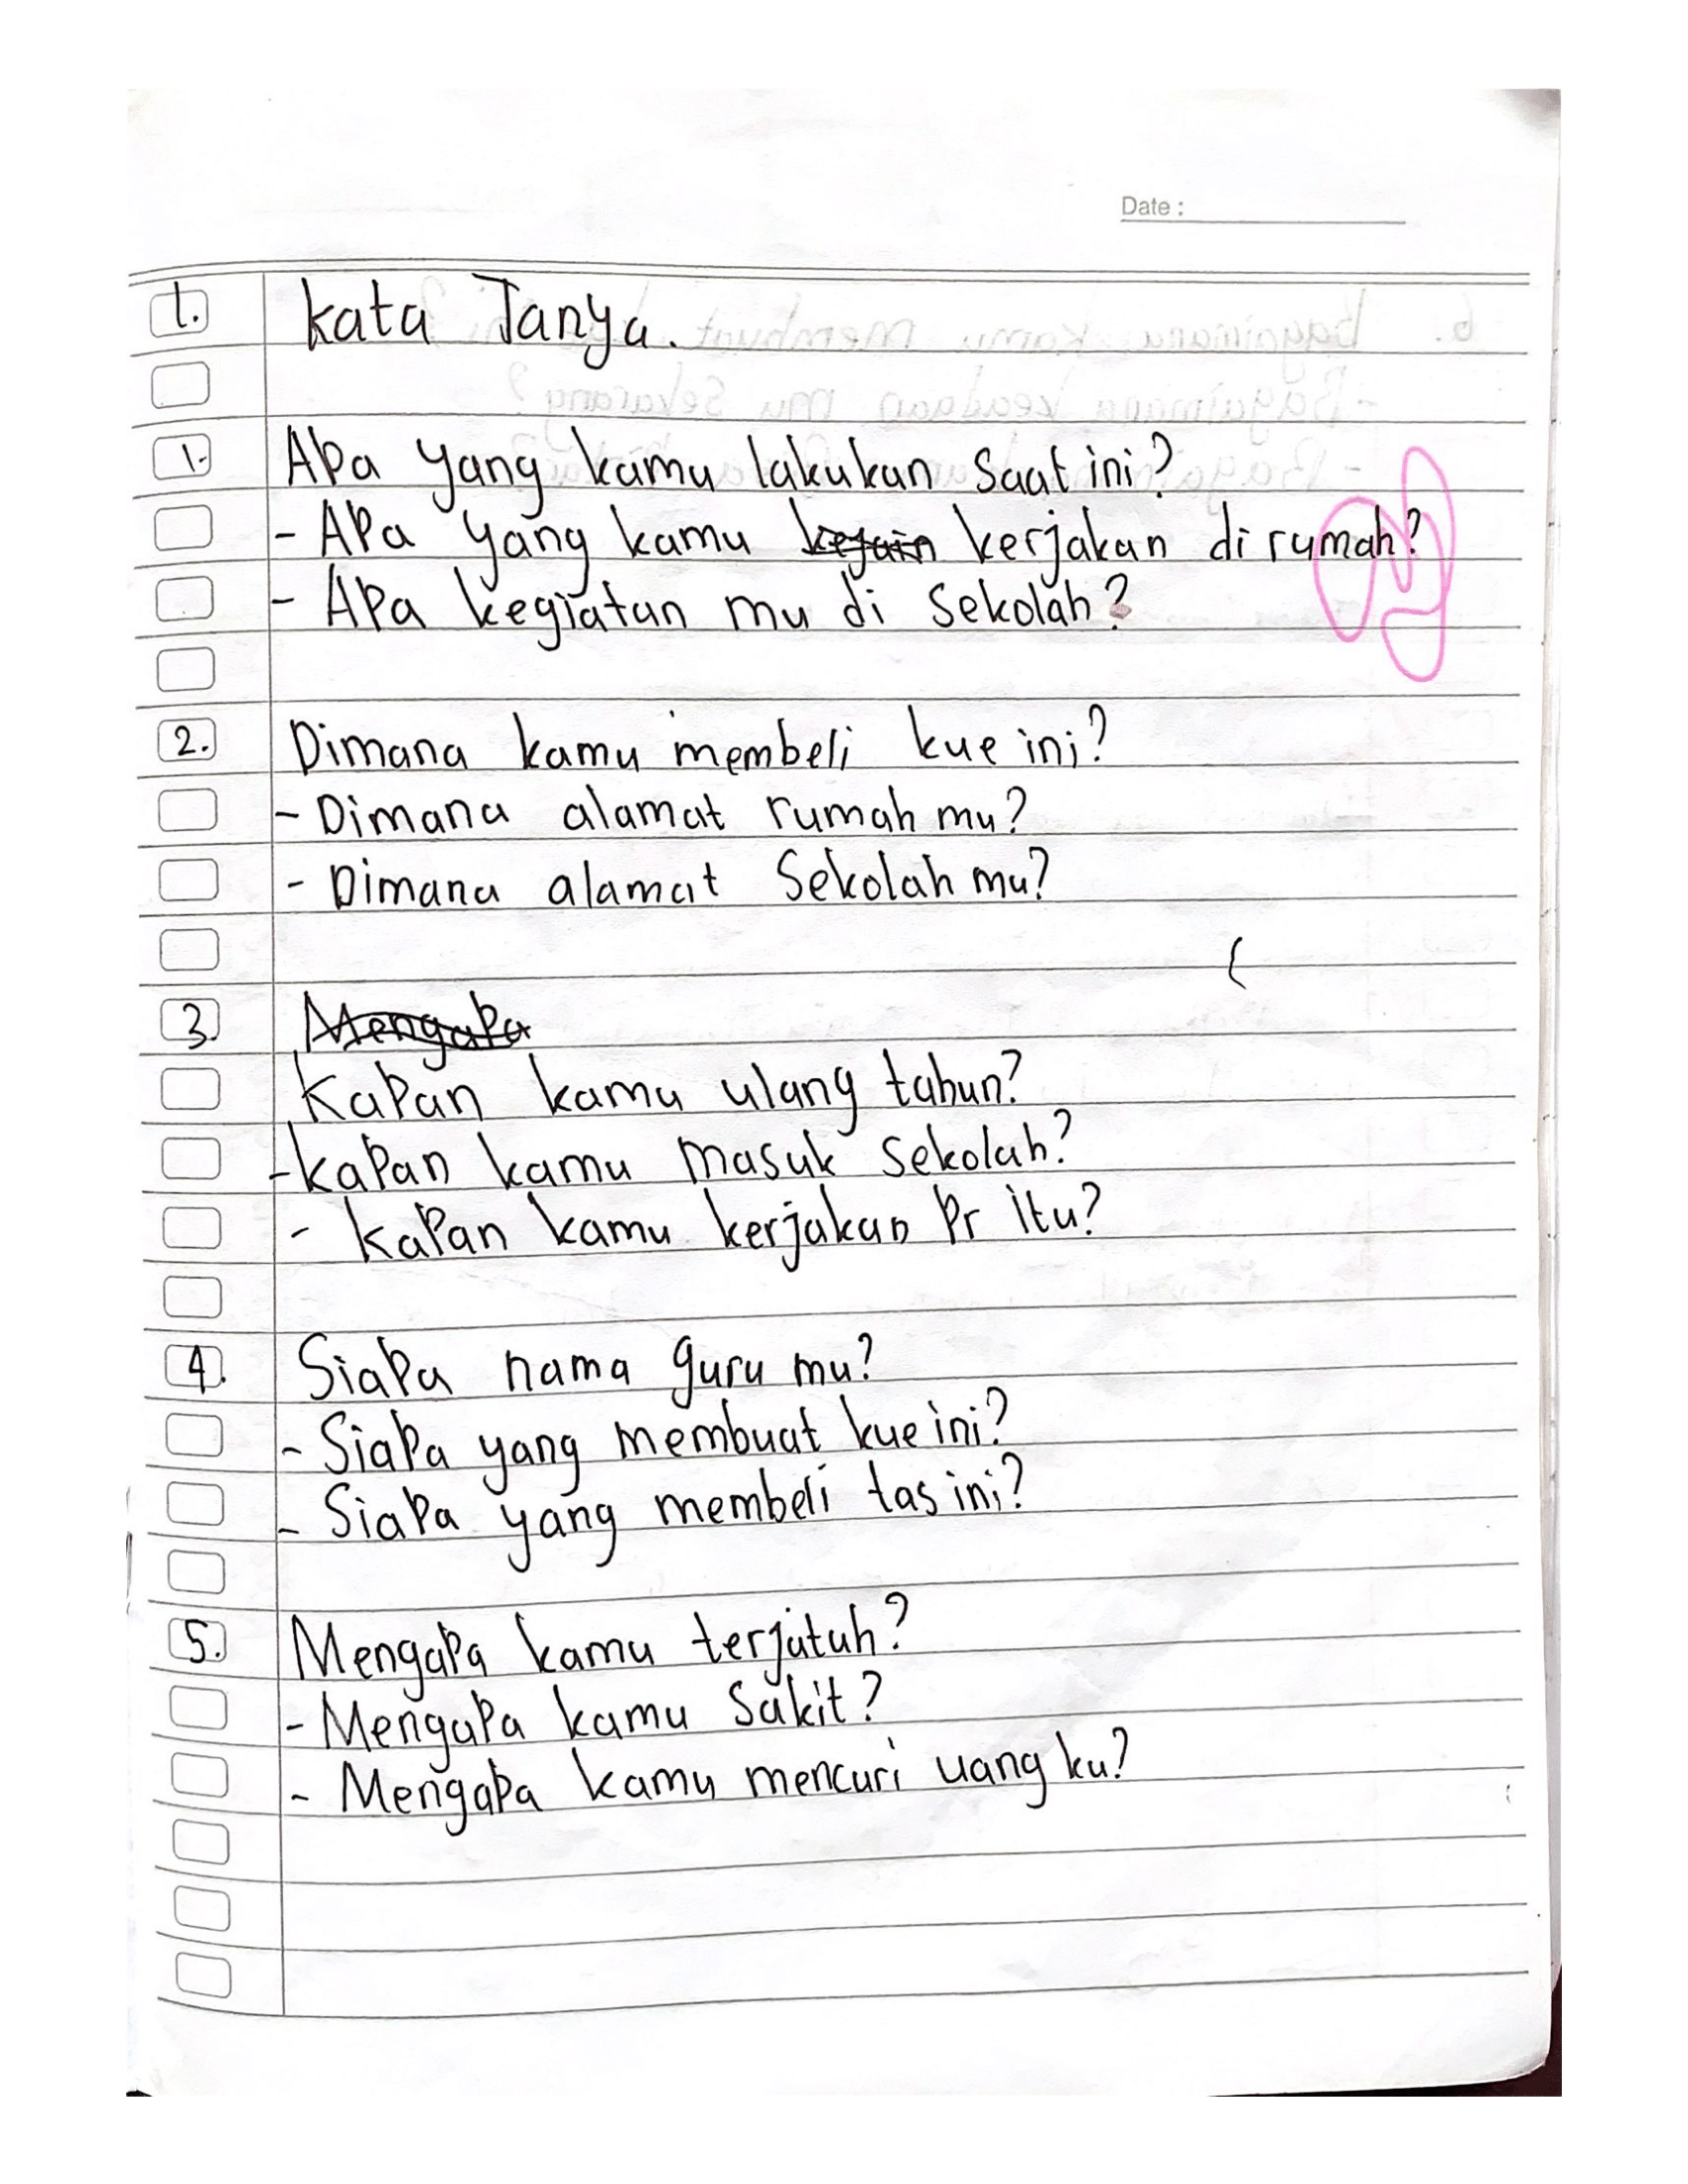 Date :
1. kata Tanya.
1. Apa yang kamu lakukan saat ini?
- Apa yang kamu kerjakan di rumah?
- Apa kegiatan mu di sekolah?
2. Dimana kamu membeli kue ini?
- Dimana alamat rumah mu?
- Dimana alamat Sekolah mu?
3. Mengapa
Kapan kamu ulang tahun?
- kapan kamu masuk sekolah?
- kapan kamu kerjakan Pr itu?
4. Siapa nama guru mu?
- Siapa yang membuat kue ini?
- Siapa yang membeli tas ini?
5. Mengapa kamu terjatuh?
- Mengapa kamu sakit?
- Mengapa kamu mencuri uang ku?